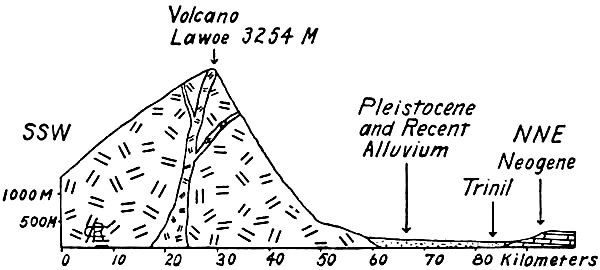 Volcano
Lawoe 3254 M
SSW
Pleistocene
and Recent
Alluvium
NNE
Neogene
Trinil
1000M
500M
0 10 20 30 40 50 60 70 80 Kilometers